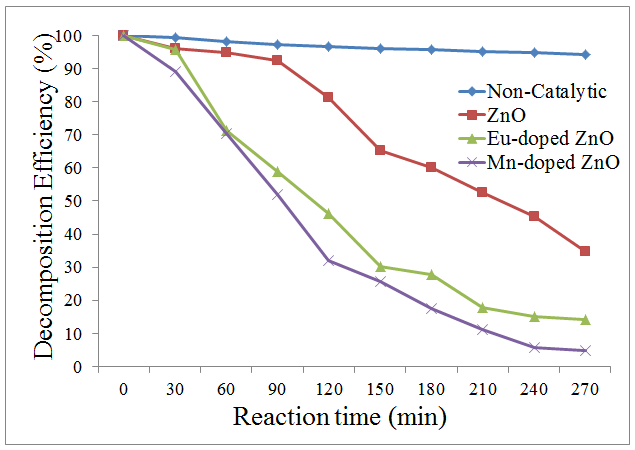 Decomposition Efficiency (%)
100
90
80
70
60
50
40
30
20
10
0
Non-Catalytic
ZnO
Eu-doped ZnO
Mn-doped ZnO
0 30 60 90 120 150 180 210 240 270
Reaction time (min)